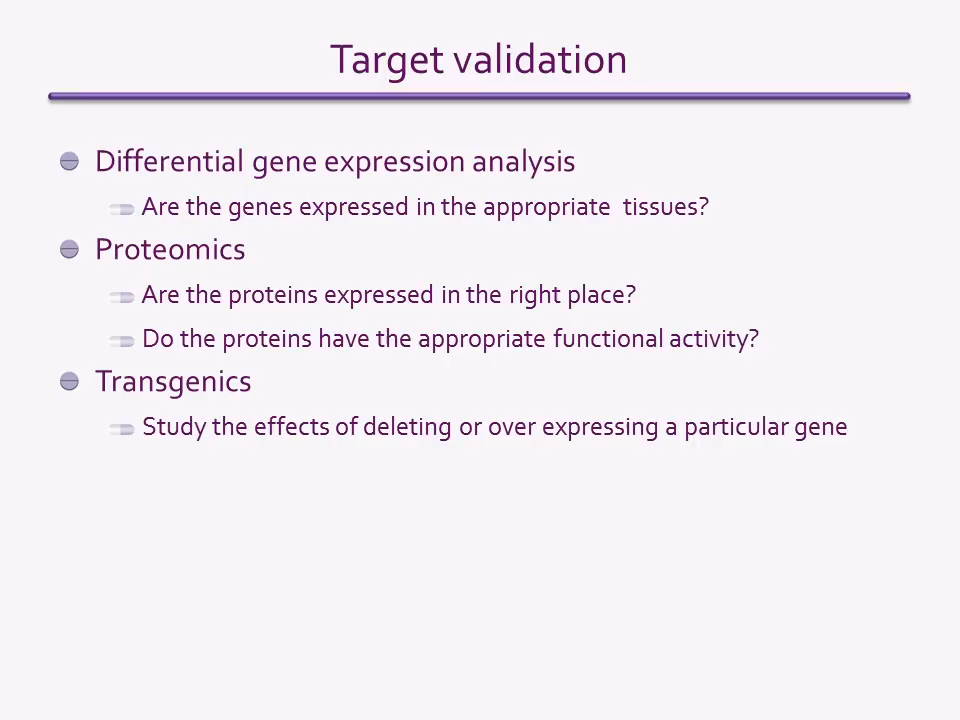 Target validation
Differential gene expression analysis
Are the genes expressed in the appropriate tissues?
Proteomics
Are the proteins expressed in the right place?
Do the proteins have the appropriate functional activity?
Transgenics
Study the effects of deleting or over expressing a particular gene